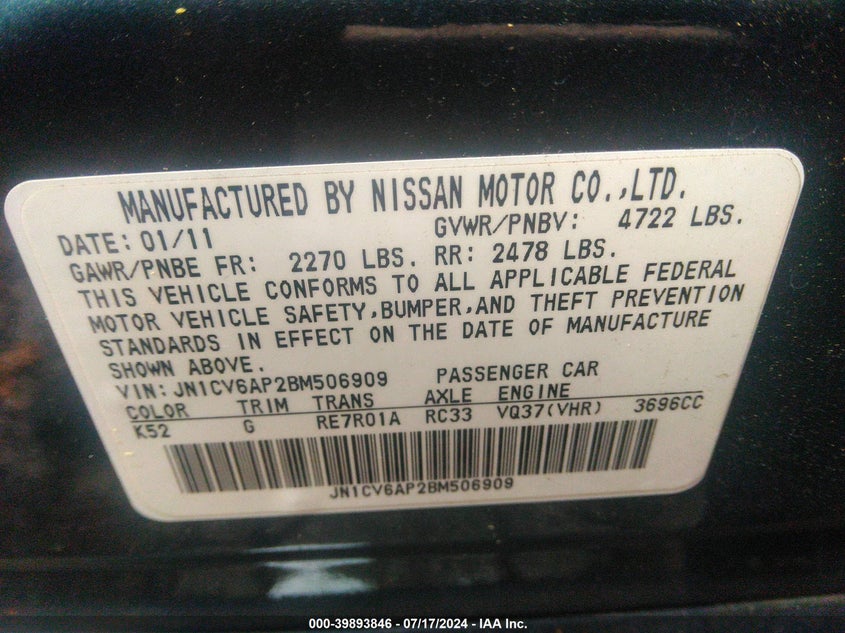 MANUFACTURED BY NISSAN MOTOR CO.,LTD.
DATE: 01/11 GVWR/PNBV: 4722 LBS.
GAWR/PNBE FR: 2270 LBS. RR: 2478 LBS.
THIS VEHICLE CONFORMS TO ALL APPLICABLE FEDERAL
MOTOR VEHICLE SAFETY,BUMPER,AND THEFT PREVENTION
STANDARDS IN EFFECT ON THE DATE OF MANUFACTURE
SHOWN ABOVE.
VIN: JN1CV6AP2BM506909 PASSENGER CAR
COLOR TRIM TRANS AXLE ENGINE
K52 G RE7R01A RC33 VQ37(VHR) 3696CC
JN1CV6AP2BM506909
000-39893846 - 07/17/2024 - IAA Inc.